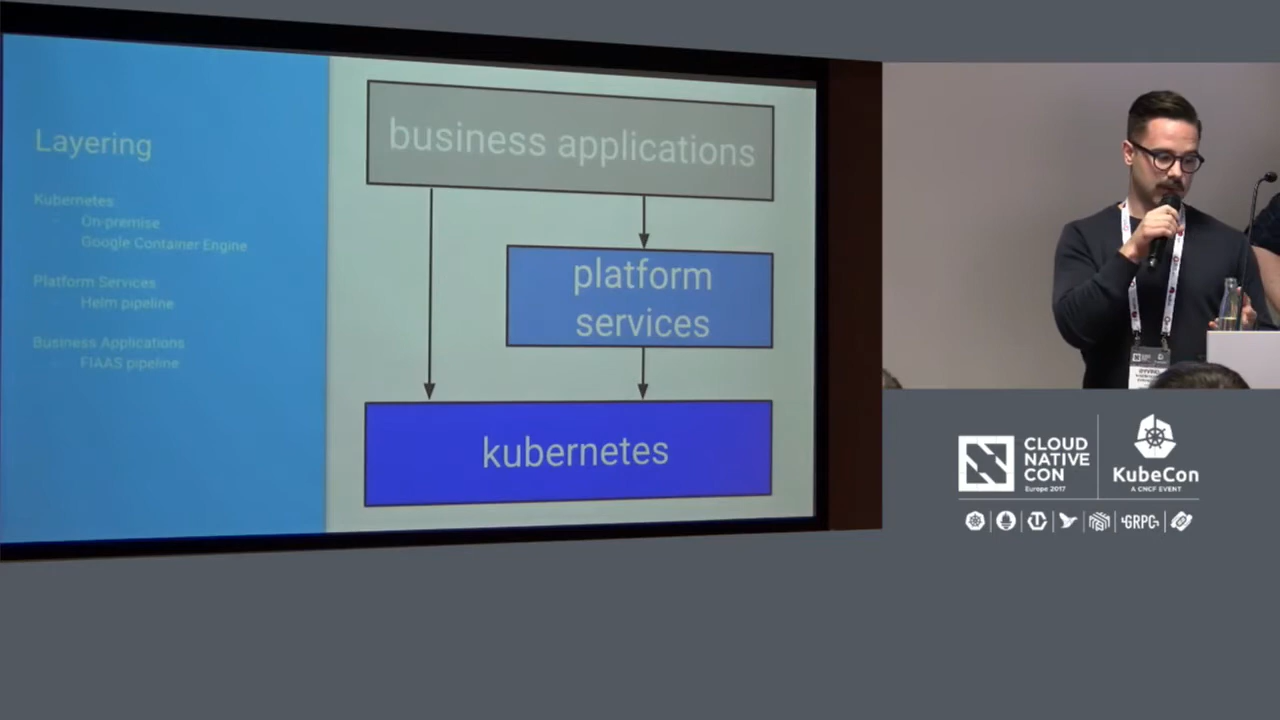 Layering
Kubernetes
On-premise
Google Container Engine
Platform Services
Helm pipeline
Business Applications
FIAAS pipeline
business applications
platform
services
kubernetes
CLOUD
NATIVE
CON
Europe 2017
KubeCon
A CNCF EVENT
GRPC